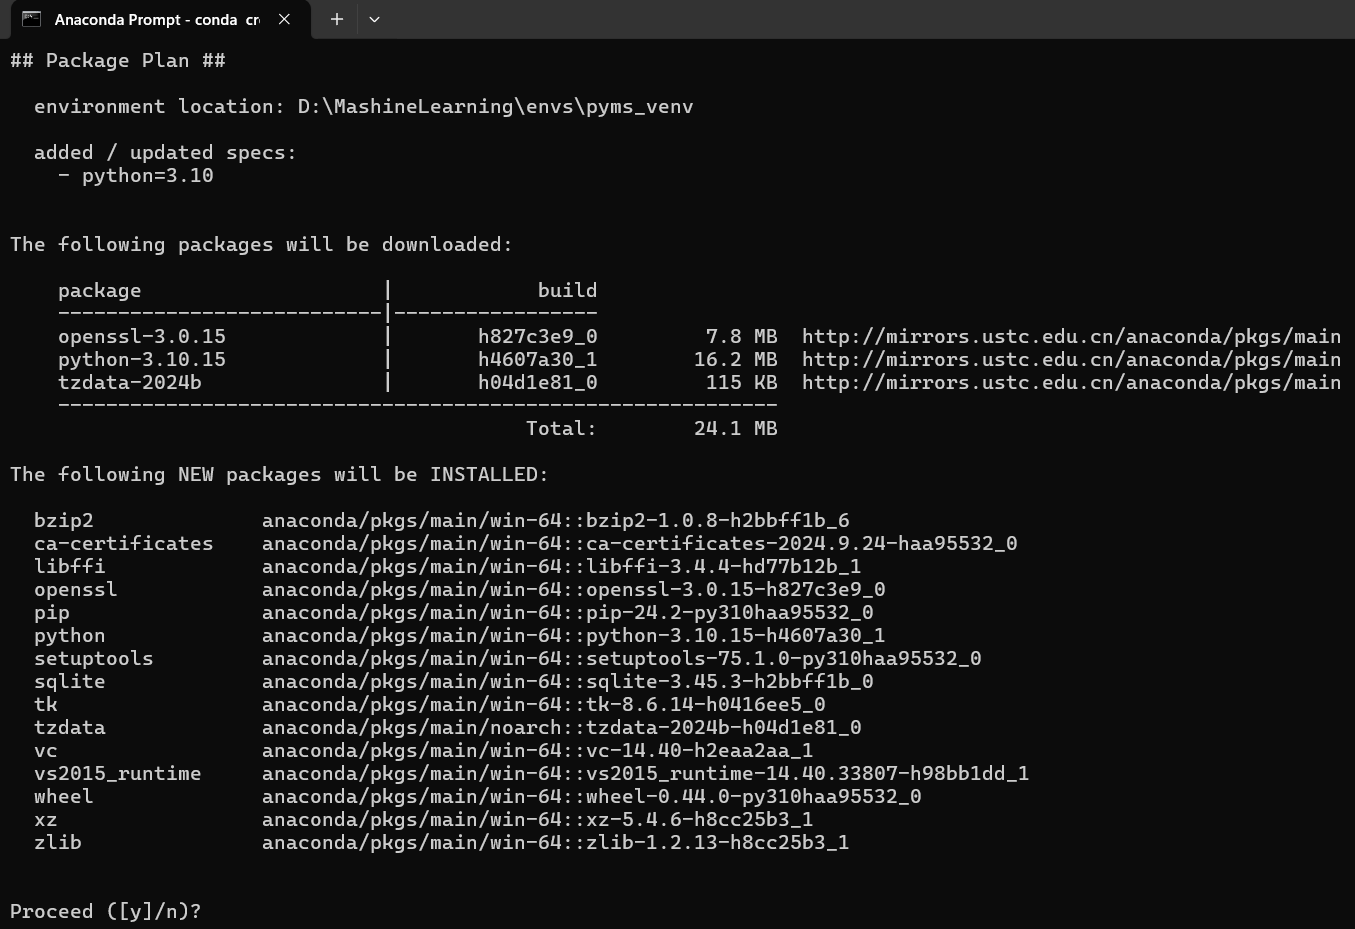 Anaconda Prompt - conda  cr
## Package Plan ##
environment location: D:\MashineLearning\envs\pyms_venv
added / updated specs:
- python=3.10
The following packages will be downloaded:
package                    |            build
---------------------------|-----------------
openssl-3.0.15             |       h827c3e9_0         7.8 MB  http://mirrors.ustc.edu.cn/anaconda/pkgs/main
python-3.10.15             |       h4607a30_1        16.2 MB  http://mirrors.ustc.edu.cn/anaconda/pkgs/main
tzdata-2024b               |       h04d1e81_0         115 KB  http://mirrors.ustc.edu.cn/anaconda/pkgs/main
------------------------------------------------------------
Total:        24.1 MB
The following NEW packages will be INSTALLED:
bzip2              anaconda/pkgs/main/win-64::bzip2-1.0.8-h2bbff1b_6
ca-certificates    anaconda/pkgs/main/win-64::ca-certificates-2024.9.24-haa95532_0
libffi             anaconda/pkgs/main/win-64::libffi-3.4.4-hd77b12b_1
openssl            anaconda/pkgs/main/win-64::openssl-3.0.15-h827c3e9_0
pip                anaconda/pkgs/main/win-64::pip-24.2-py310haa95532_0
python             anaconda/pkgs/main/win-64::python-3.10.15-h4607a30_1
setuptools         anaconda/pkgs/main/win-64::setuptools-75.1.0-py310haa95532_0
sqlite             anaconda/pkgs/main/win-64::sqlite-3.45.3-h2bbff1b_0
tk                 anaconda/pkgs/main/win-64::tk-8.6.14-h0416ee5_0
tzdata             anaconda/pkgs/main/noarch::tzdata-2024b-h04d1e81_0
vc                 anaconda/pkgs/main/win-64::vc-14.40-h2eaa2aa_1
vs2015_runtime     anaconda/pkgs/main/win-64::vs2015_runtime-14.40.33807-h98bb1dd_1
wheel              anaconda/pkgs/main/win-64::wheel-0.44.0-py310haa95532_0
xz                 anaconda/pkgs/main/win-64::xz-5.4.6-h8cc25b3_1
zlib               anaconda/pkgs/main/win-64::zlib-1.2.13-h8cc25b3_1
Proceed ([y]/n)?